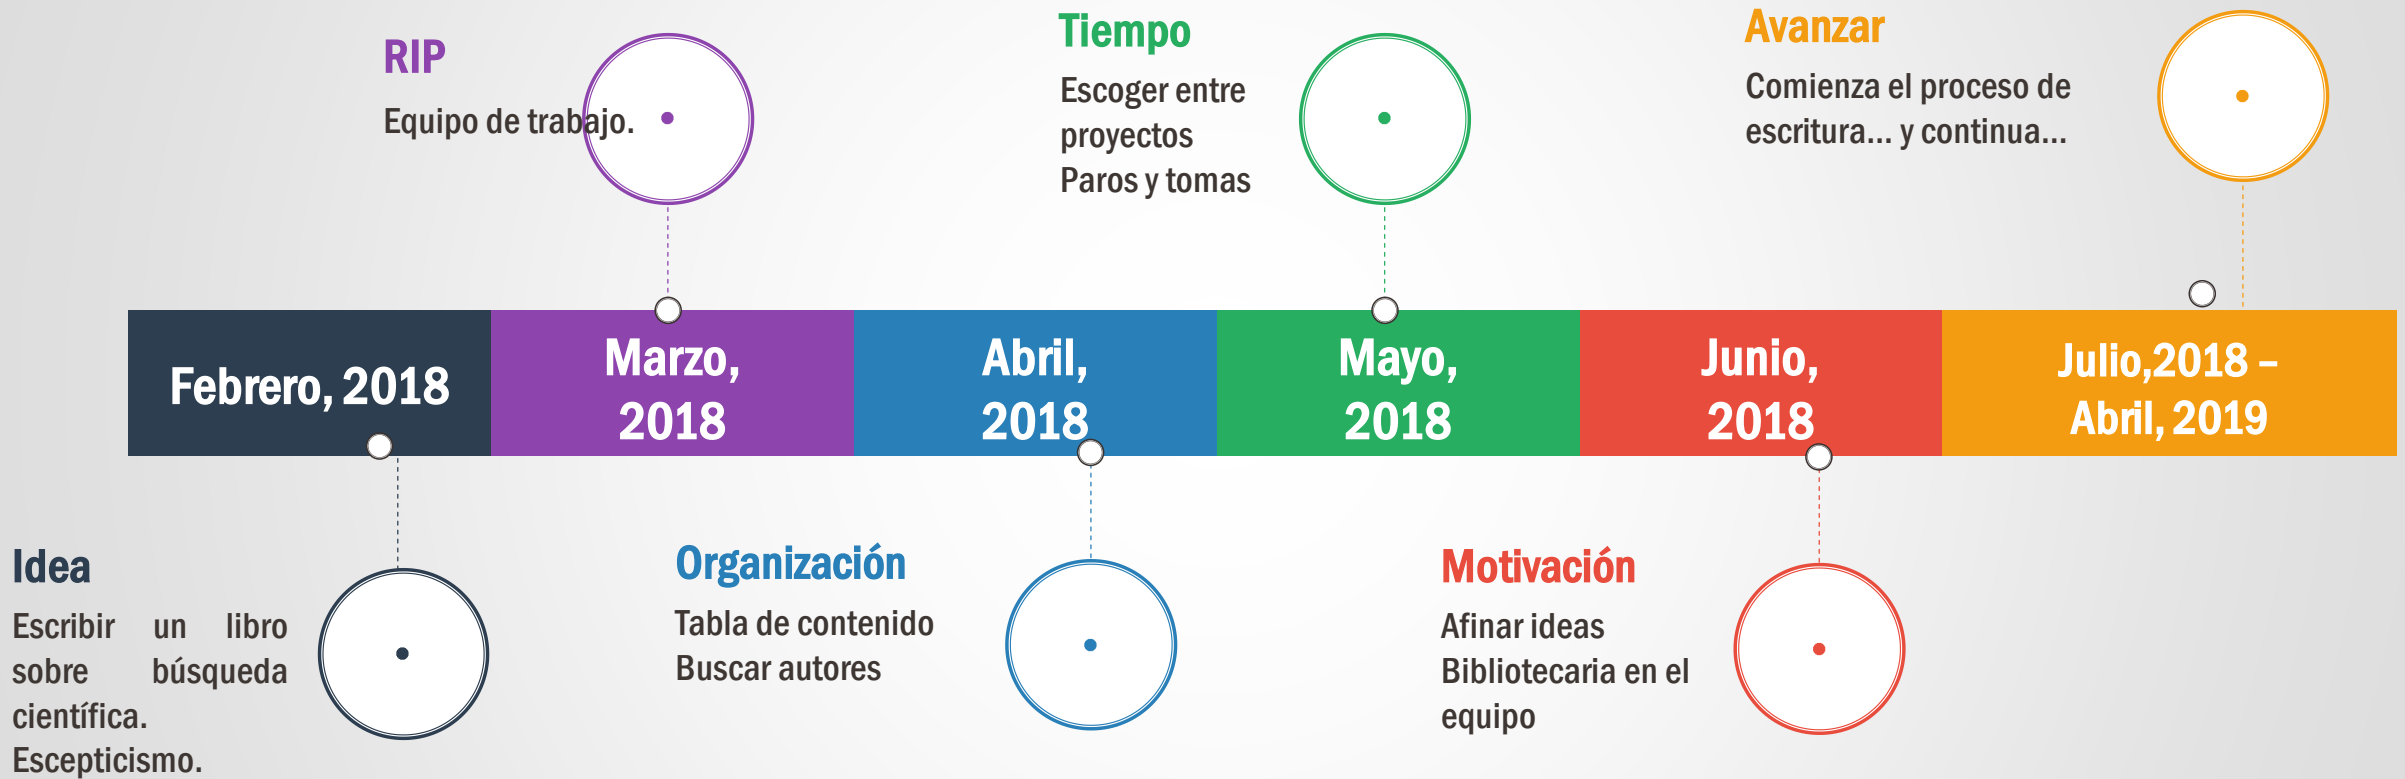 RIP
Equipo de trabajo.
Tiempo
Escoger entre
proyectos
Paros y tomas
Avanzar
Comienza el proceso de
escritura... y continua...
Febrero, 2018
Marzo,
2018
Abril,
2018
Mayo,
2018
Junio,
2018
Julio,2018 –
Abril, 2019
Idea
Escribir un libro
sobre búsqueda
científica.
Escepticismo.
Organización
Tabla de contenido
Buscar autores
Motivación
Afinar ideas
Bibliotecaria en el
equipo